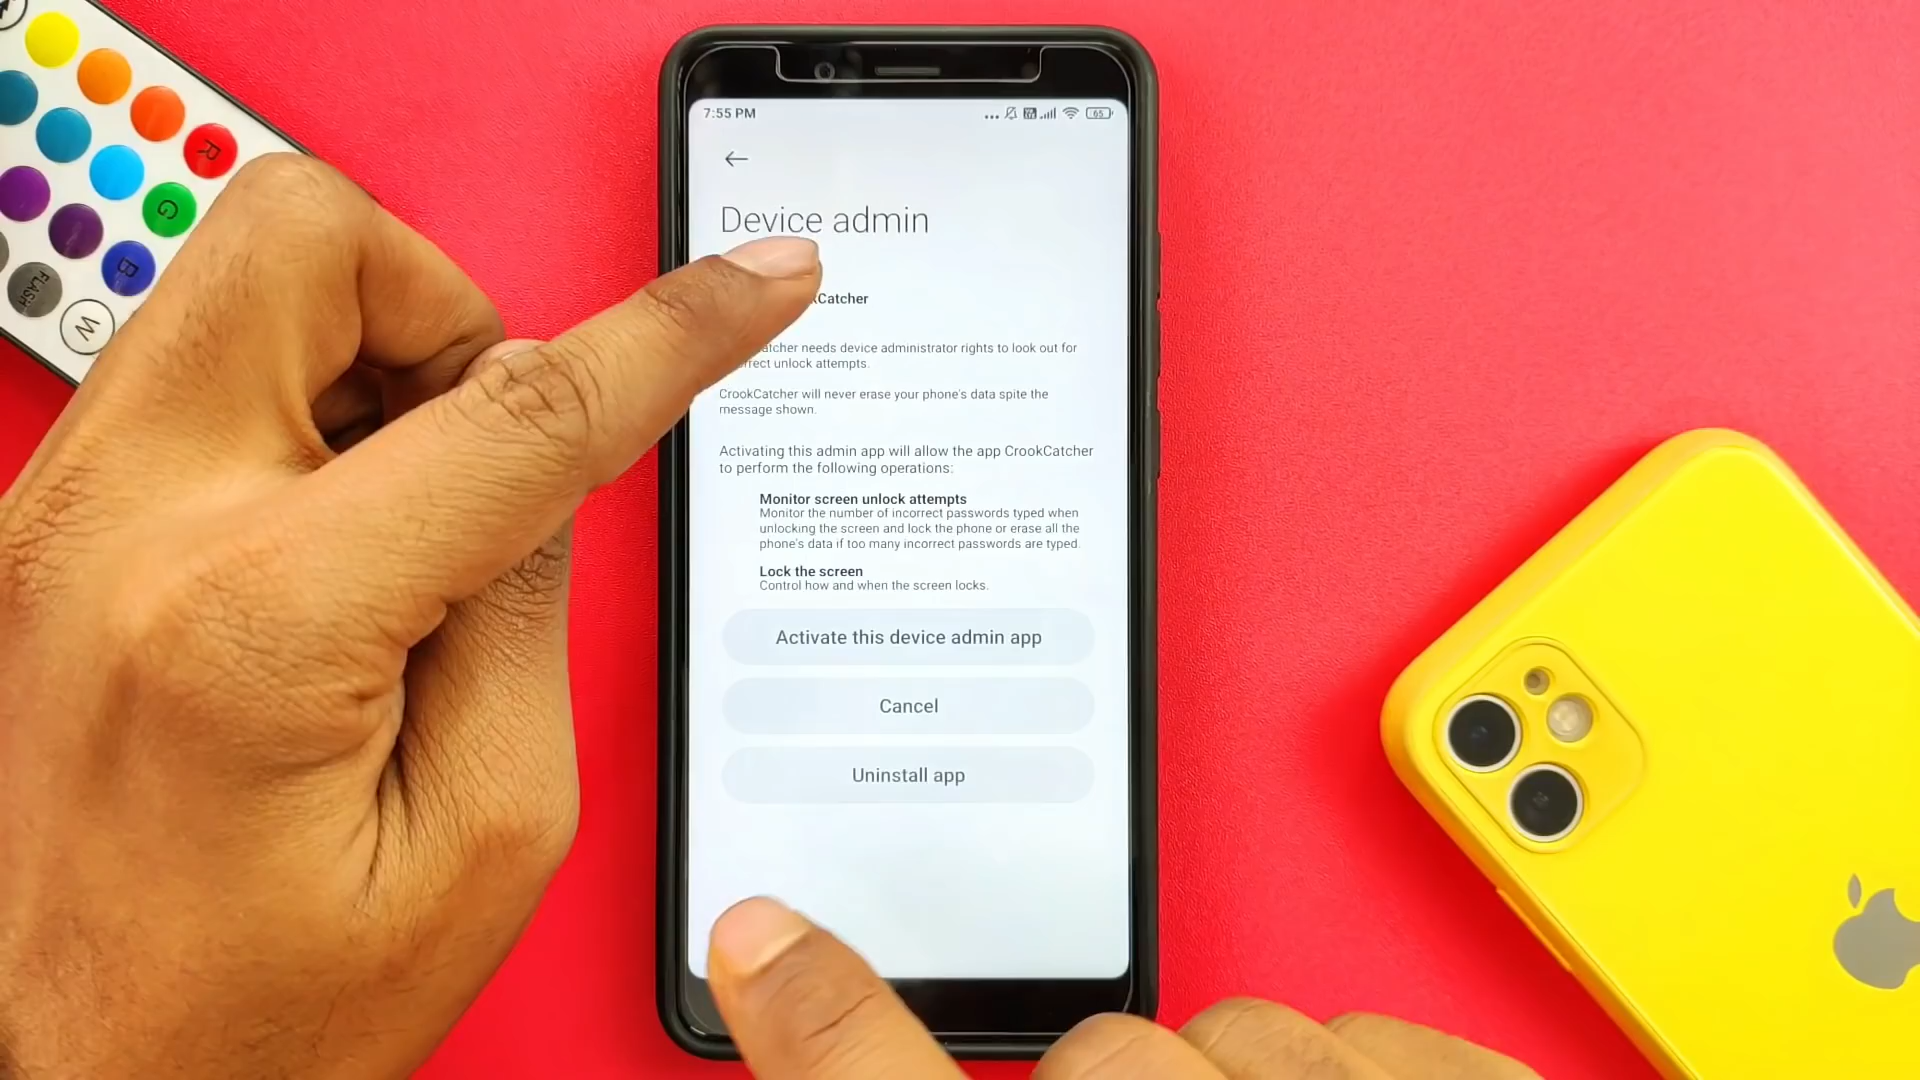 R
G
B
FLASH
W
7:55 PM
65
Device admin
Catcher
needs device administrator rights to look out for
unlock attempts.
CrookCatcher will never erase your phone's data spite the
message shown.
Activating this admin app will allow the app CrookCatcher
to perform the following operations:
Monitor screen unlock attempts
Monitor the number of incorrect passwords typed when
unlocking the screen and lock the phone or erase all the
phone's data if too many incorrect passwords are typed.
Lock the screen
Control how and when the screen locks.
Activate this device admin app
Cancel
Uninstall app